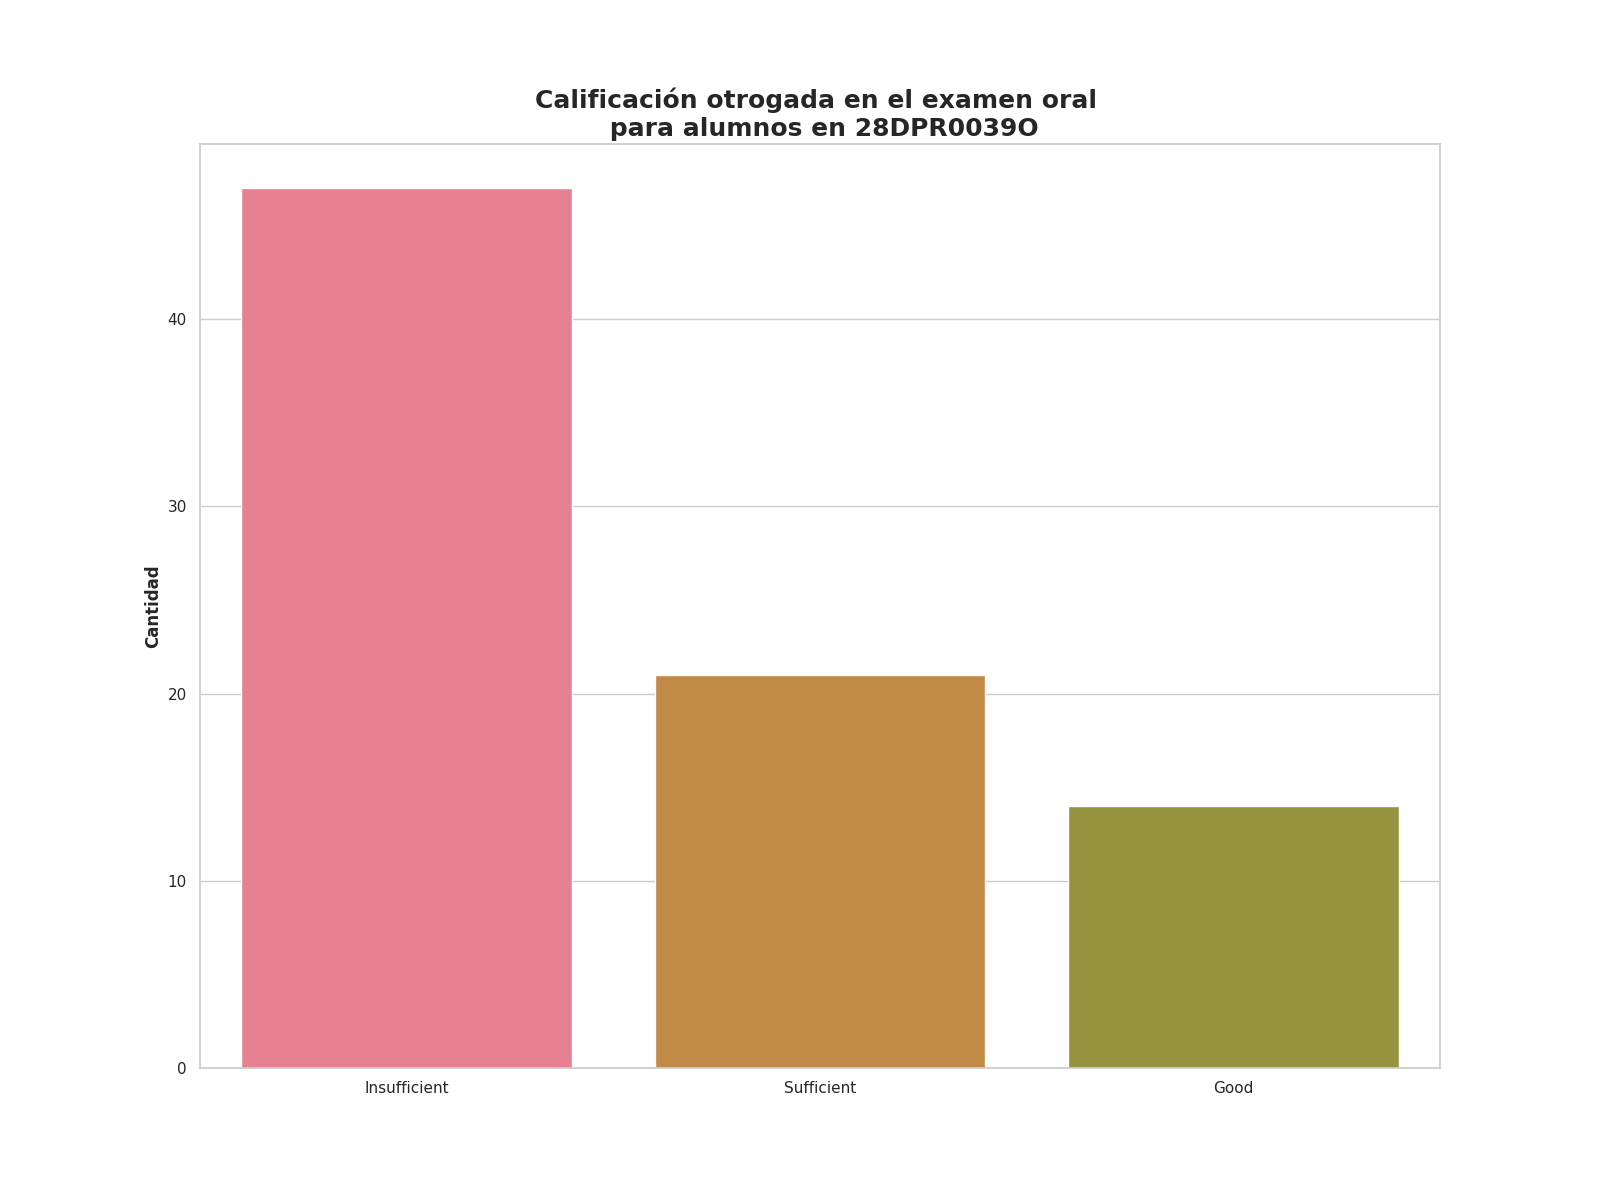 Calificación otrogada en el examen oral
para alumnos en 28DPR0039O
40
30
20
10
0
Cantidad
Insufficient
Sufficient
Good